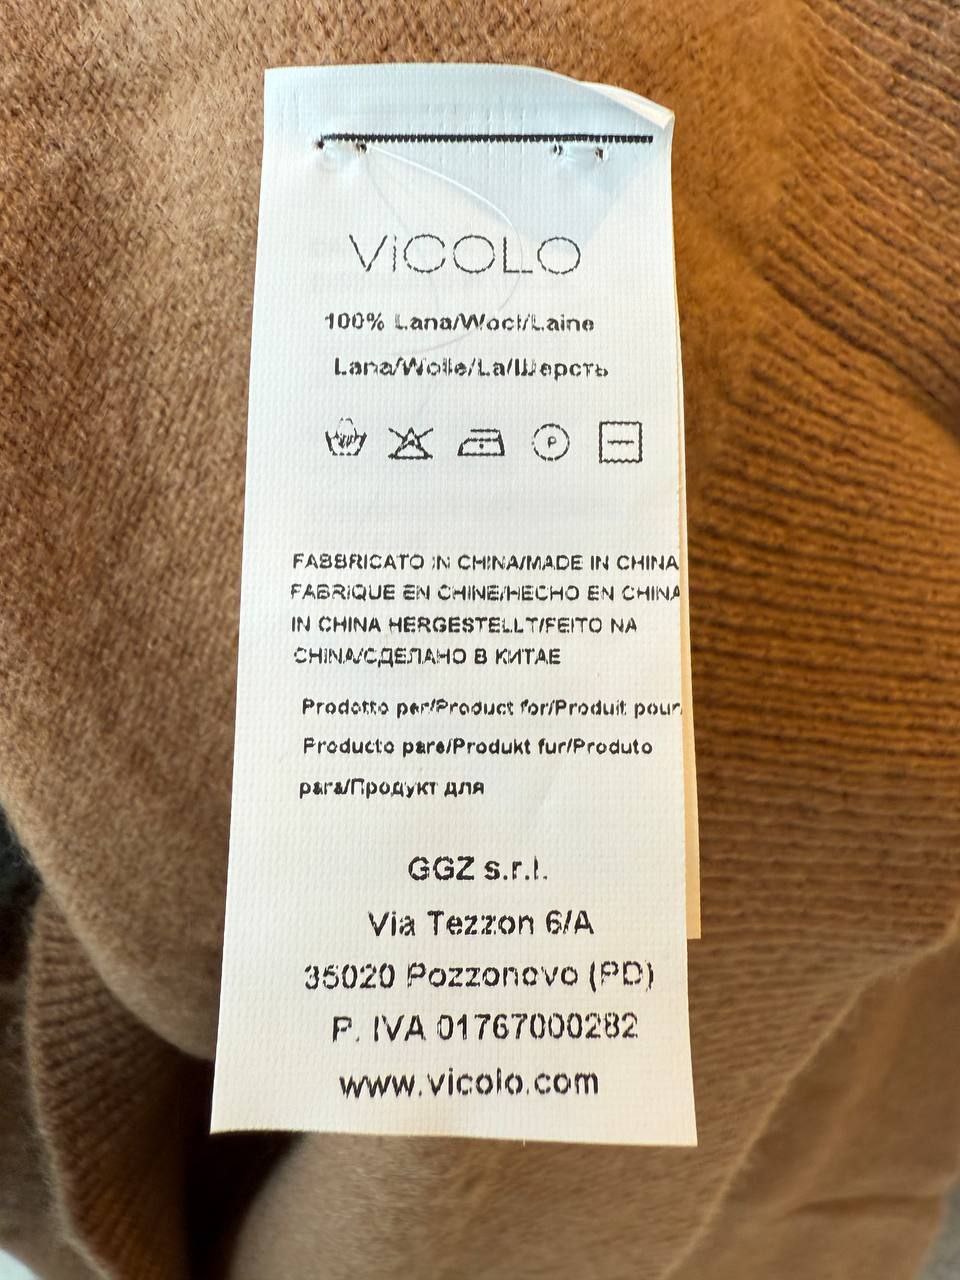 ViCOLO
100% Lana/Wool/Laine
Lana/Wolle/La/Шерсть
P
FABBRICATO IN CHINA/MADE IN CHINA
FABRIQUE EN CHINE/HECHO EN CHINA
IN CHINA HERGESTELLT/FEITO NA
CHINA/СДЕЛАНО В КИТАЕ
Prodotto per/Product for/Produit pour/
Producto para/Produkt fur/Produto
para/Продукт для
GGZ s.r.l.
Via Tezzon 6/A
35020 Pozzonovo (PD)
P. IVA 01767000282
www.vicolo.com